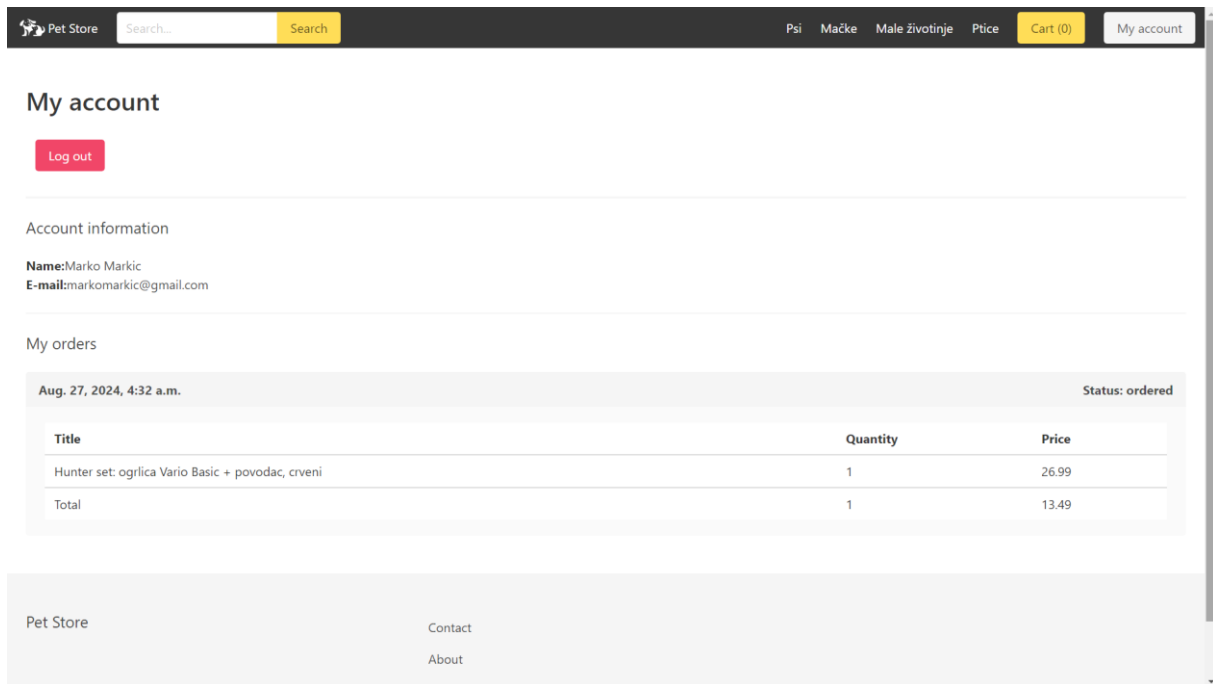 Pet Store Search... Search Psi Mačke Male životinje Ptice Cart (0) My account
My account
Log out
Account information
Name:Marko Markic
E-mail:markomarkic@gmail.com
My orders
Aug. 27, 2024, 4:32 a.m. Status: ordered
Title Quantity Price
Hunter set: ogrlica Vario Basic + povodac, crveni 1 26.99
Total 1 13.49
Pet Store Contact
About